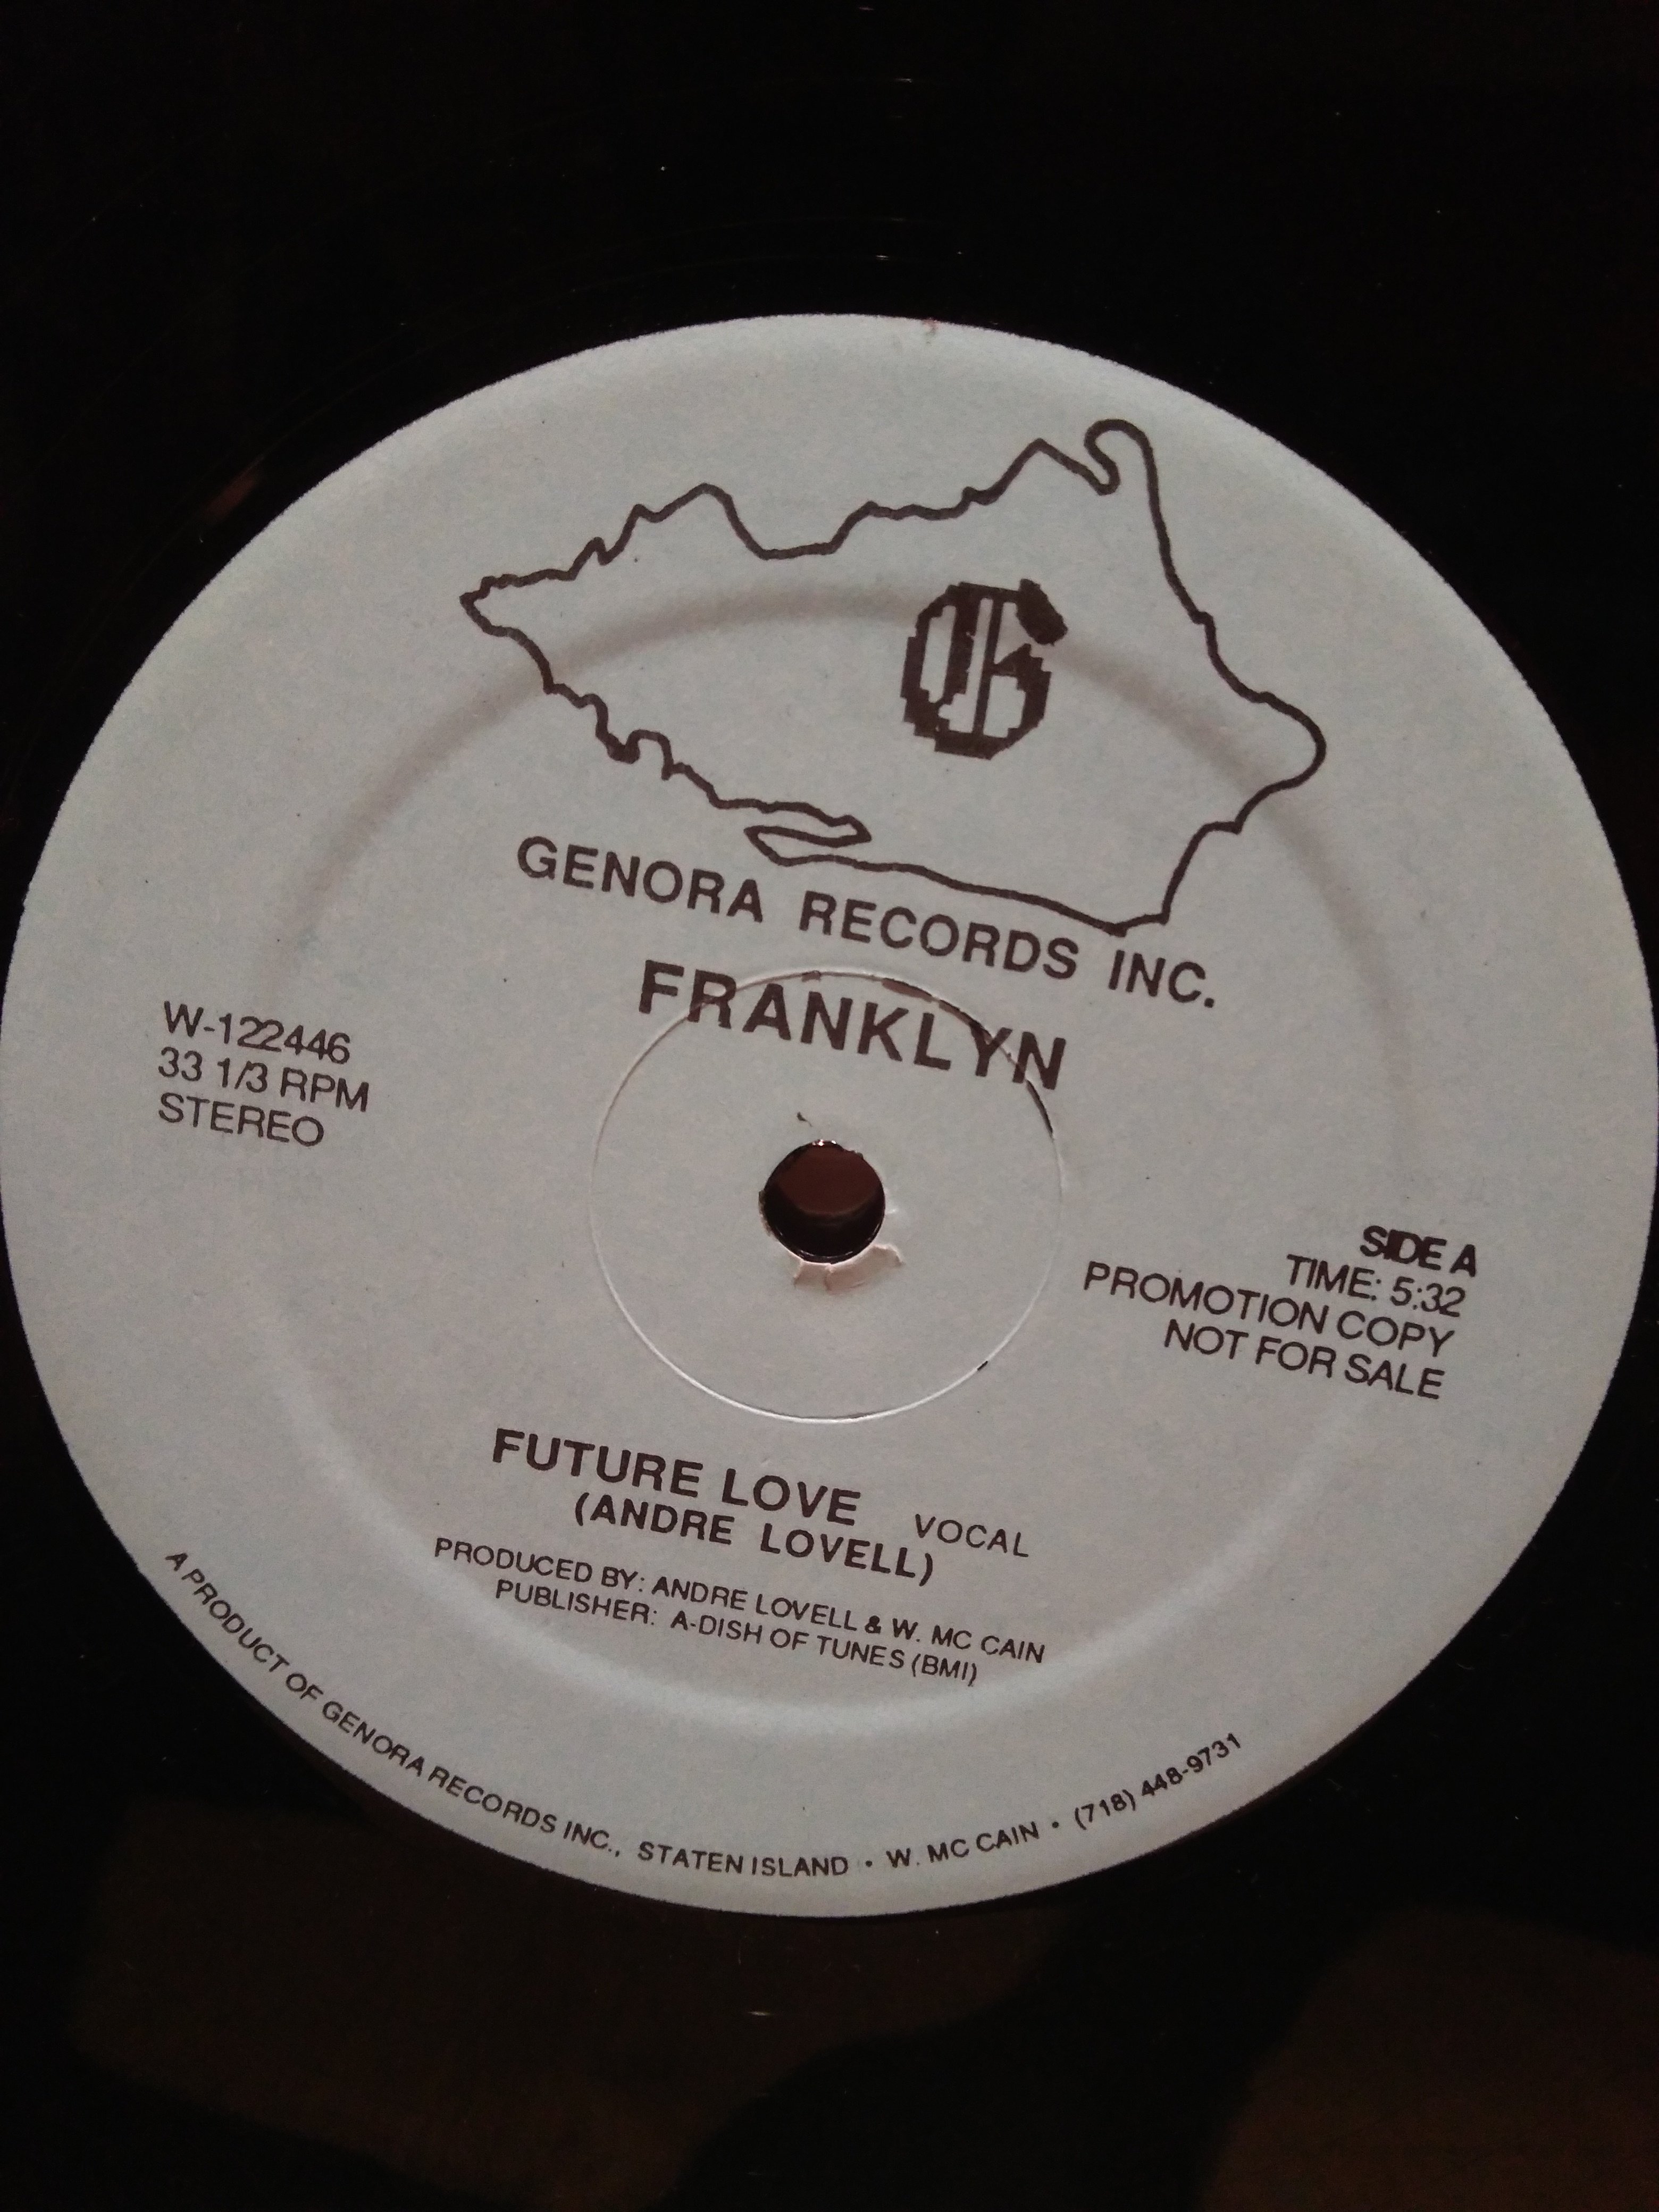 G
GENORA RECORDS INC.
FRANKLYN
W-122446
33 1/3 RPM
STEREO
SIDE A
TIME: 5:32
PROMOTION COPY
NOT FOR SALE
FUTURE LOVE VOCAL
(ANDRE LOVELL)
PRODUCED BY: ANDRE LOVELL & W. MC CAIN
PUBLISHER: A-DISH OF TUNES (BMI)
A PRODUCT OF GENORA RECORDS INC., STATEN ISLAND • W. MC CAIN • (718) 448-9731